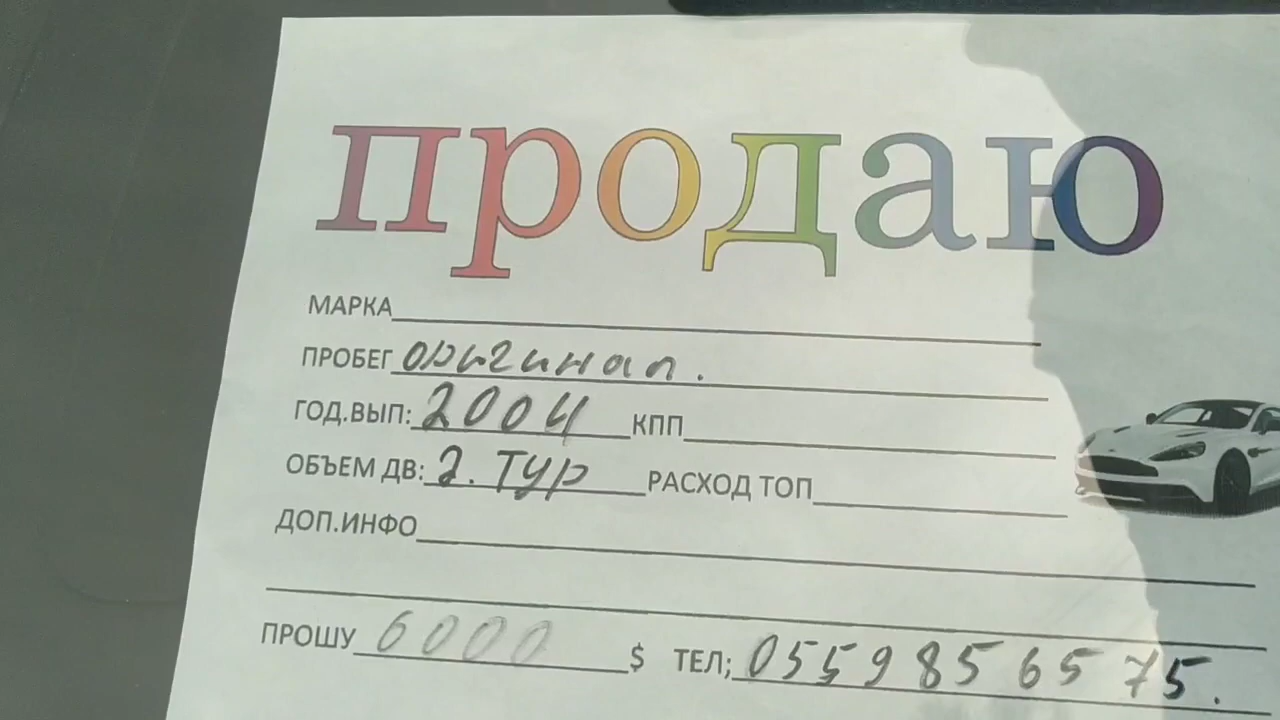 продаю
МАРКА
ПРОБЕГ оригинал.
ГОД.ВЫП: 2004 КПП
ОБЪЕМ ДВ: 2. ТУР РАСХОД ТОП
ДОП.ИНФО
ПРОШУ 6000 $ ТЕЛ; 0559856575.